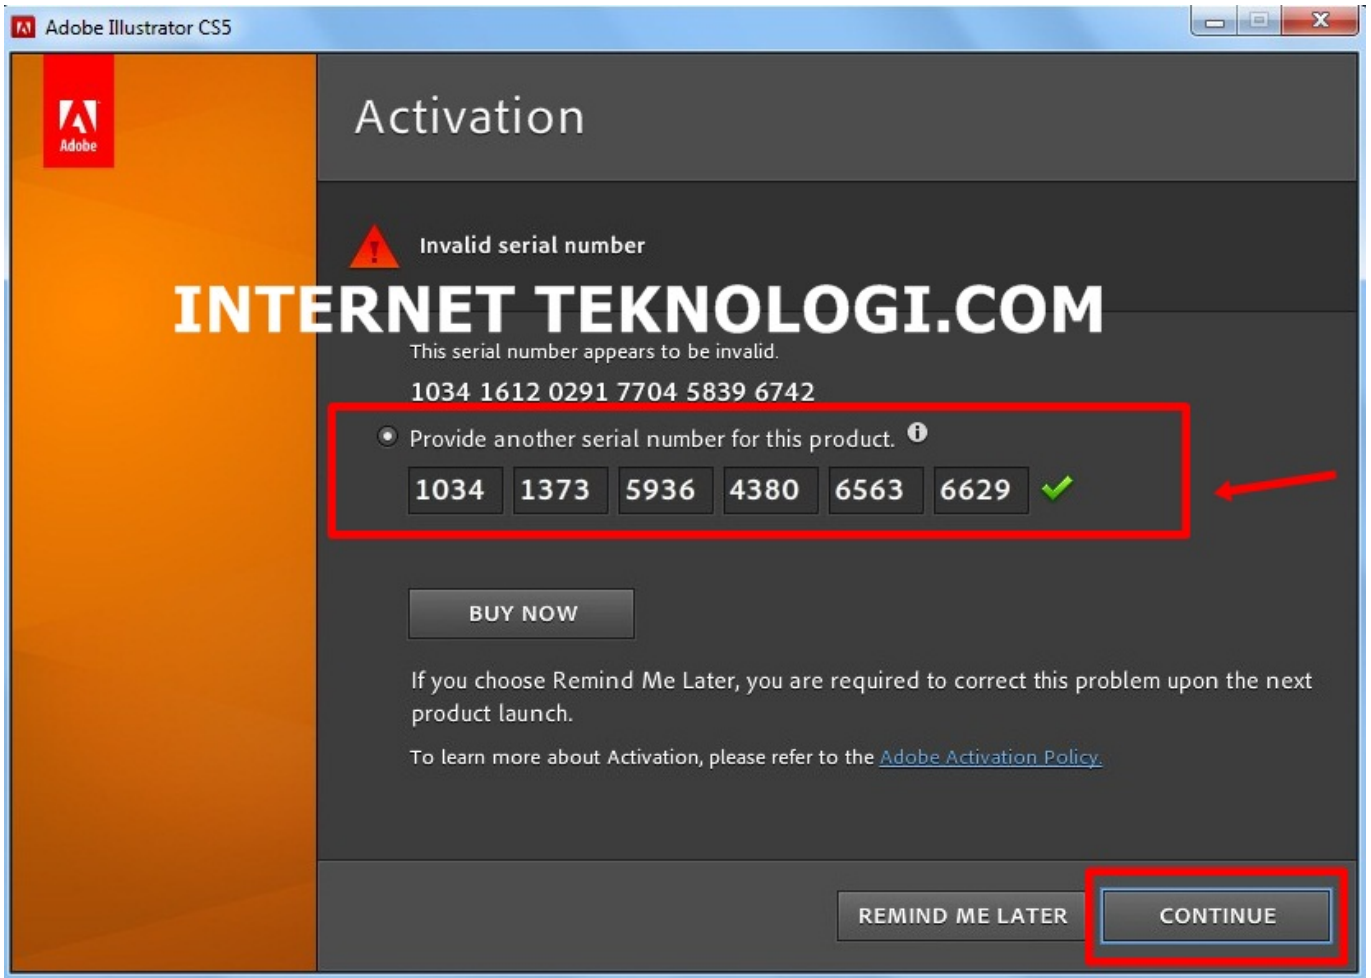 Adobe Illustrator CS5
Adobe
Activation
Invalid serial number
INTERNET TEKNOLOGI.COM
This serial number appears to be invalid.
1034 1612 0291 7704 5839 6742
Provide another serial number for this product.
1034 1373 5936 4380 6563 6629
BUY NOW
If you choose Remind Me Later, you are required to correct this problem upon the next
product launch.
To learn more about Activation, please refer to the Adobe Activation Policy.
REMIND ME LATER CONTINUE